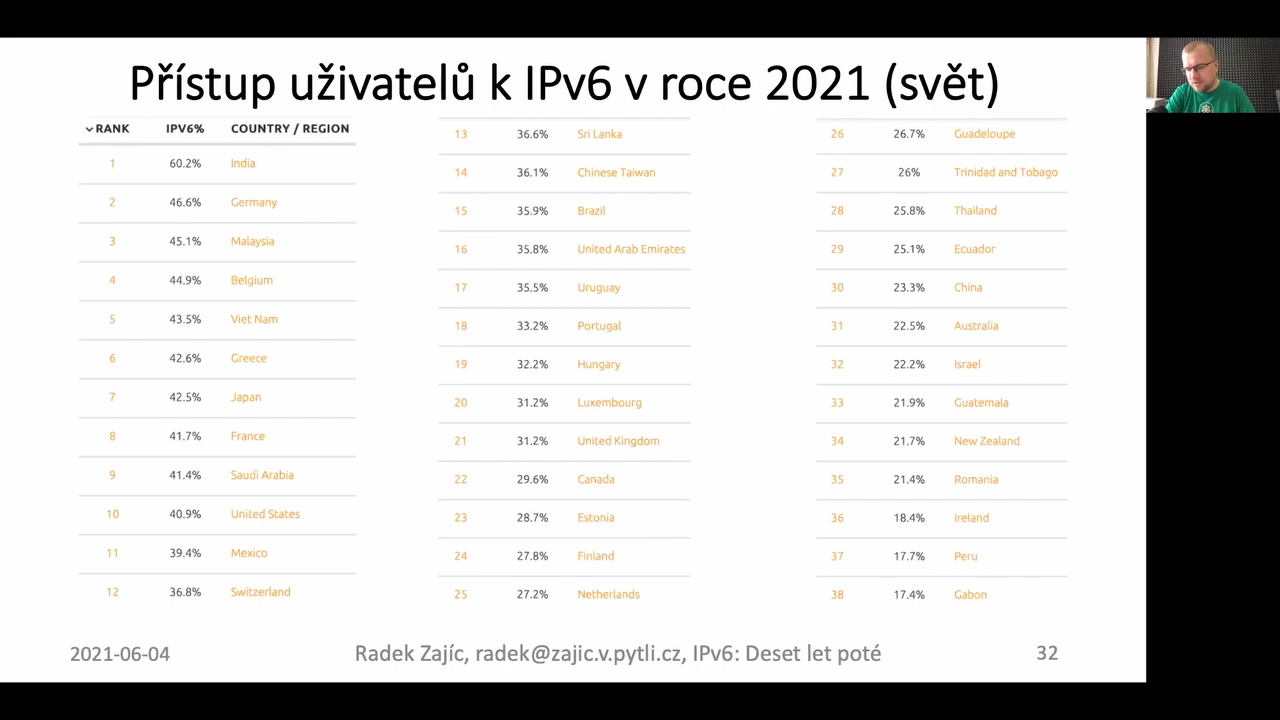 Přístup uživatelů k IPv6 v roce 2021 (svět)
RANK IPV6% COUNTRY / REGION
1 60.2% India
2 46.6% Germany
3 45.1% Malaysia
4 44.9% Belgium
5 43.5% Viet Nam
6 42.6% Greece
7 42.5% Japan
8 41.7% France
9 41.4% Saudi Arabia
10 40.9% United States
11 39.4% Mexico
12 36.8% Switzerland
13 36.6% Sri Lanka
14 36.1% Chinese Taiwan
15 35.9% Brazil
16 35.8% United Arab Emirates
17 35.5% Uruguay
18 33.2% Portugal
19 32.2% Hungary
20 31.2% Luxembourg
21 31.2% United Kingdom
22 29.6% Canada
23 28.7% Estonia
24 27.8% Finland
25 27.2% Netherlands
26 26.7% Guadeloupe
27 26% Trinidad and Tobago
28 25.8% Thailand
29 25.1% Ecuador
30 23.3% China
31 22.5% Australia
32 22.2% Israel
33 21.9% Guatemala
34 21.7% New Zealand
35 21.4% Romania
36 18.4% Ireland
37 17.7% Peru
38 17.4% Gabon
2021-06-04 Radek Zajíc, radek@zajic.v.pytli.cz, IPv6: Deset let poté 32